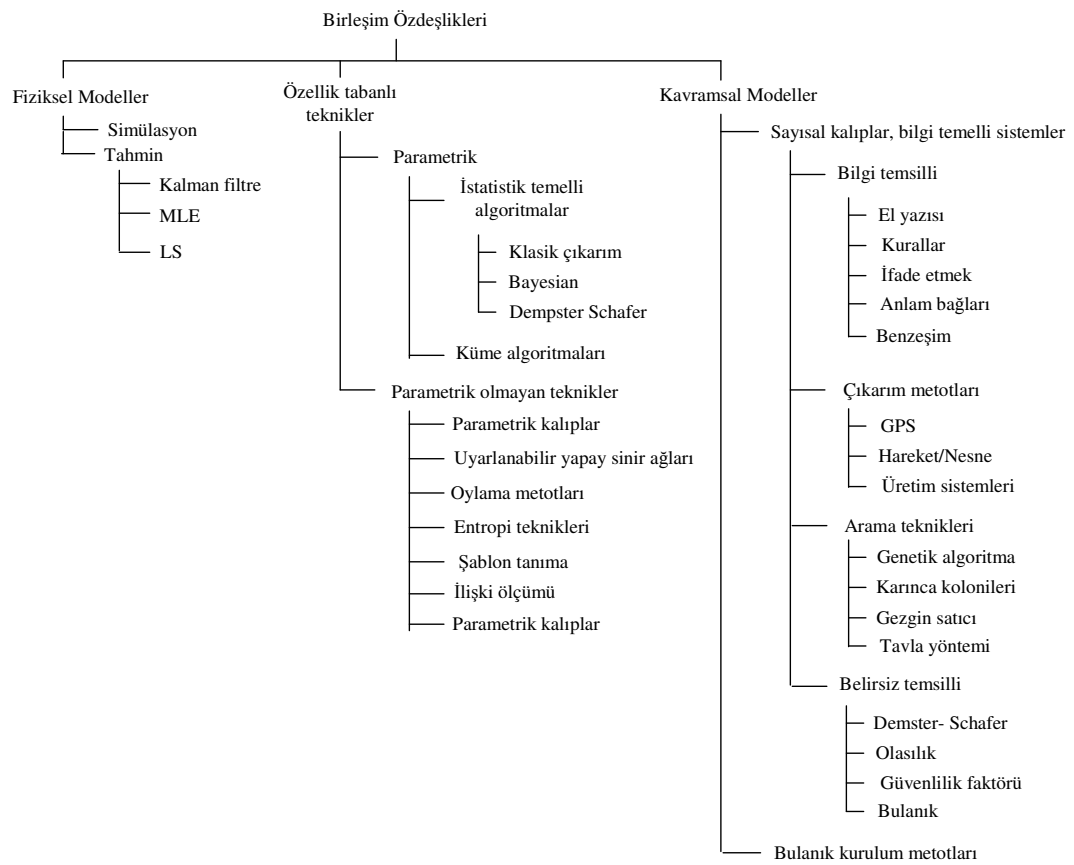 Birleşim Özdeşlikleri
Fiziksel Modeller
Simülasyon
Tahmin
Kalman filtre
MLE
LS
Özellik tabanlı
teknikler
Parametrik
İstatistik temelli
algoritmalar
Klasik çıkarım
Bayesian
Dempster Schafer
Küme algoritmaları
Parametrik olmayan teknikler
Parametrik kalıplar
Uyarlanabilir yapay sinir ağları
Oylama metotları
Entropi teknikleri
Şablon tanıma
İlişki ölçümü
Parametrik kalıplar
Kavramsal Modeller
Sayısal kalıplar, bilgi temelli sistemler
Bilgi temsilli
El yazısı
Kurallar
İfade etmek
Anlam bağları
Benzeşim
Çıkarım metotları
GPS
Hareket/Nesne
Üretim sistemleri
Arama teknikleri
Genetik algoritma
Karınca kolonileri
Gezgin satıcı
Tavla yöntemi
Belirsiz temsilli
Demster- Schafer
Olasılık
Güvenlilik faktörü
Bulanık
Bulanık kurulum metotları